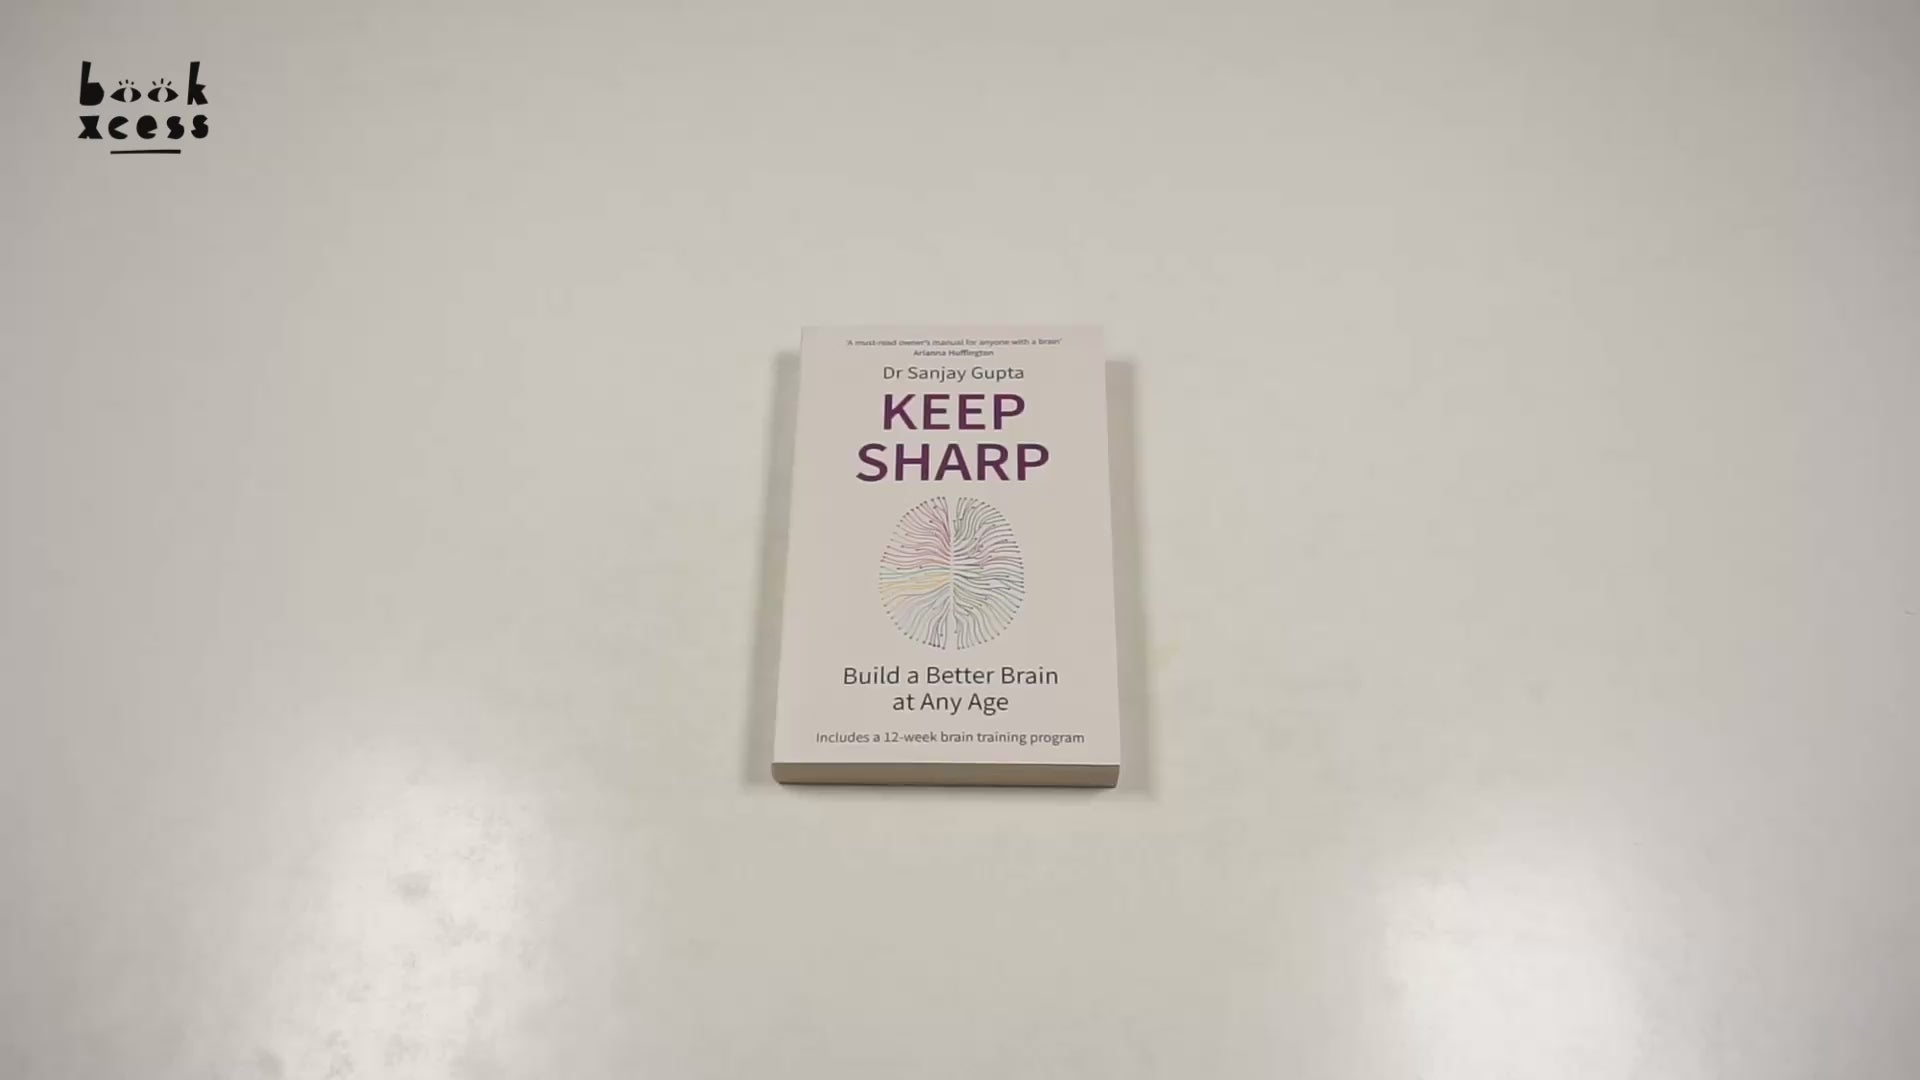 book
xcess
'A must-read owner's manual for anyone with a brain'
Arianna Huffington
Dr Sanjay Gupta
KEEP
SHARP
Build a Better Brain
at Any Age
Includes a 12-week brain training program